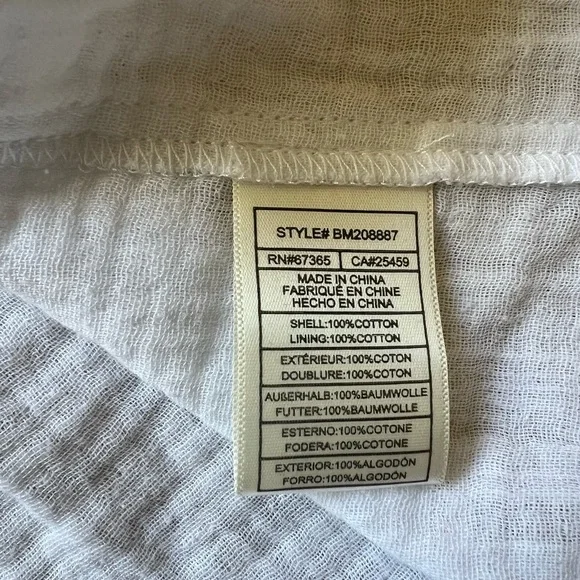 STYLE# BM208887
RN#67365 CA#25459
MADE IN CHINA
FABRIQUÉ EN CHINE
HECHO EN CHINA
SHELL:100%COTTON
LINING:100%COTTON
EXTÉRIEUR:100%COTON
DOUBLURE:100%COTON
AUßERHALB:100%BAUMWOLLE
FUTTER:100%BAUMWOLLE
ESTERNO:100%COTONE
FODERA:100%COTONE
EXTERIOR:100%ALGODÓN
FORRO:100%ALGODÓN